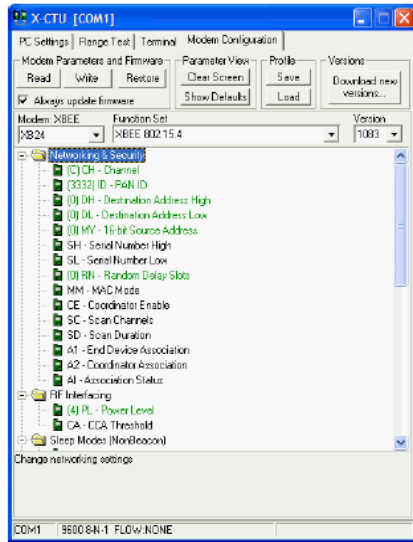 X-CTU [COM1]
PC Settings Range Test Terminal Modem Configuration
Modem Parameters and Firmware Parameter View Profile Versions
Read Write Restore Clear Screen Save Download new versions...
Always update firmware Show Defaults Load
Modem: XBEE Function Set Version
XB24 XBEE 802.15.4 1083
Networking & Security
(C) CH - Channel
(3332) ID - PAN ID
(0) DH - Destination Address High
(0) DL - Destination Address Low
(0) MY - 16-bit Source Address
SH - Serial Number High
SL - Serial Number Low
(0) RN - Random Delay Slots
MM - MAC Mode
CE - Coordinator Enable
SC - Scan Channels
SD - Scan Duration
A1 - End Device Association
A2 - Coordinator Association
AI - Association Status
RF Interfacing
(4) PL - Power Level
CA - CCA Threshold
Sleep Modes (NonBeacon)
Change networking settings
COM1 9600 8-N-1 FLOW:NONE